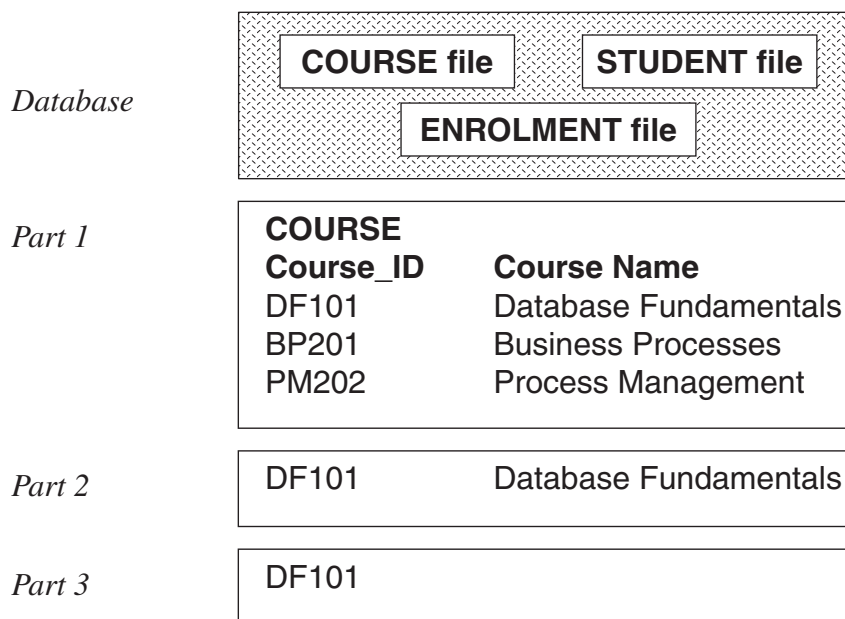 COURSE file STUDENT file
Database
ENROLMENT file
Part 1
COURSE
Course_ID Course Name
DF101 Database Fundamentals
BP201 Business Processes
PM202 Process Management
Part 2
DF101 Database Fundamentals
Part 3
DF101